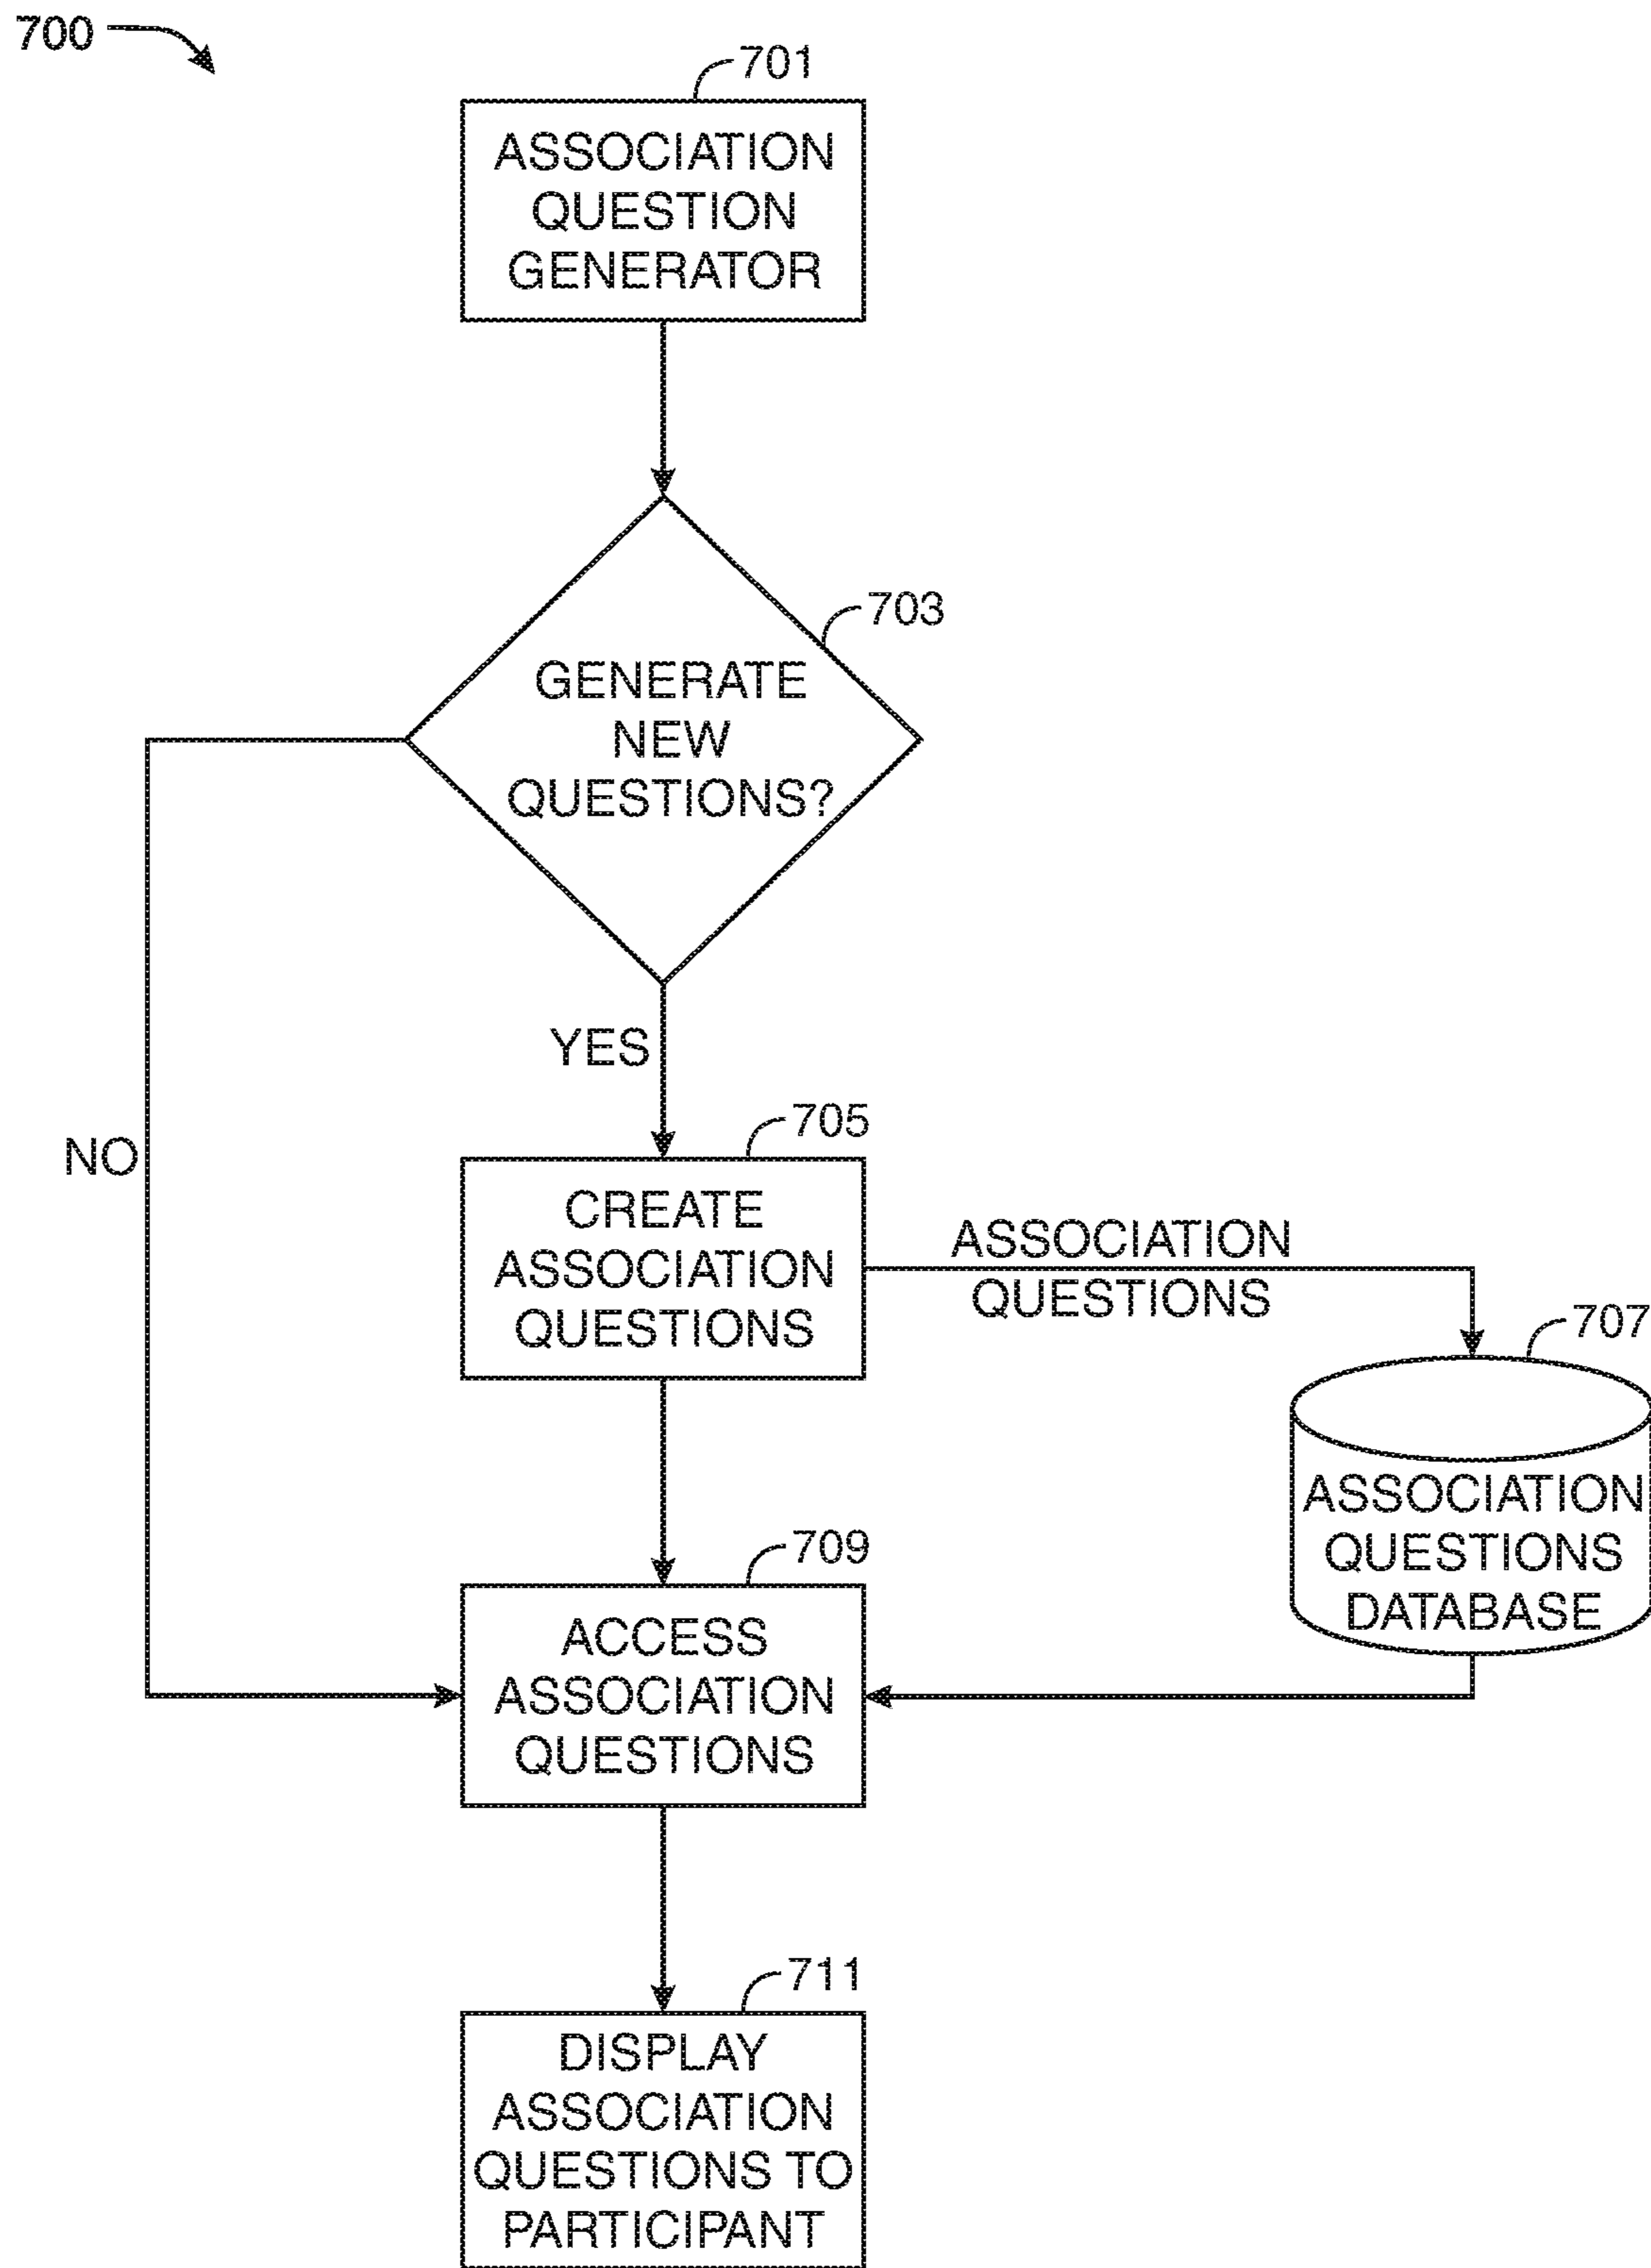 700
701
ASSOCIATION
QUESTION
GENERATOR
703
GENERATE
NEW
QUESTIONS?
YES
NO
705
CREATE
ASSOCIATION
QUESTIONS
ASSOCIATION
QUESTIONS
707
ASSOCIATION
QUESTIONS
DATABASE
709
ACCESS
ASSOCIATION
QUESTIONS
711
DISPLAY
ASSOCIATION
QUESTIONS TO
PARTICIPANT